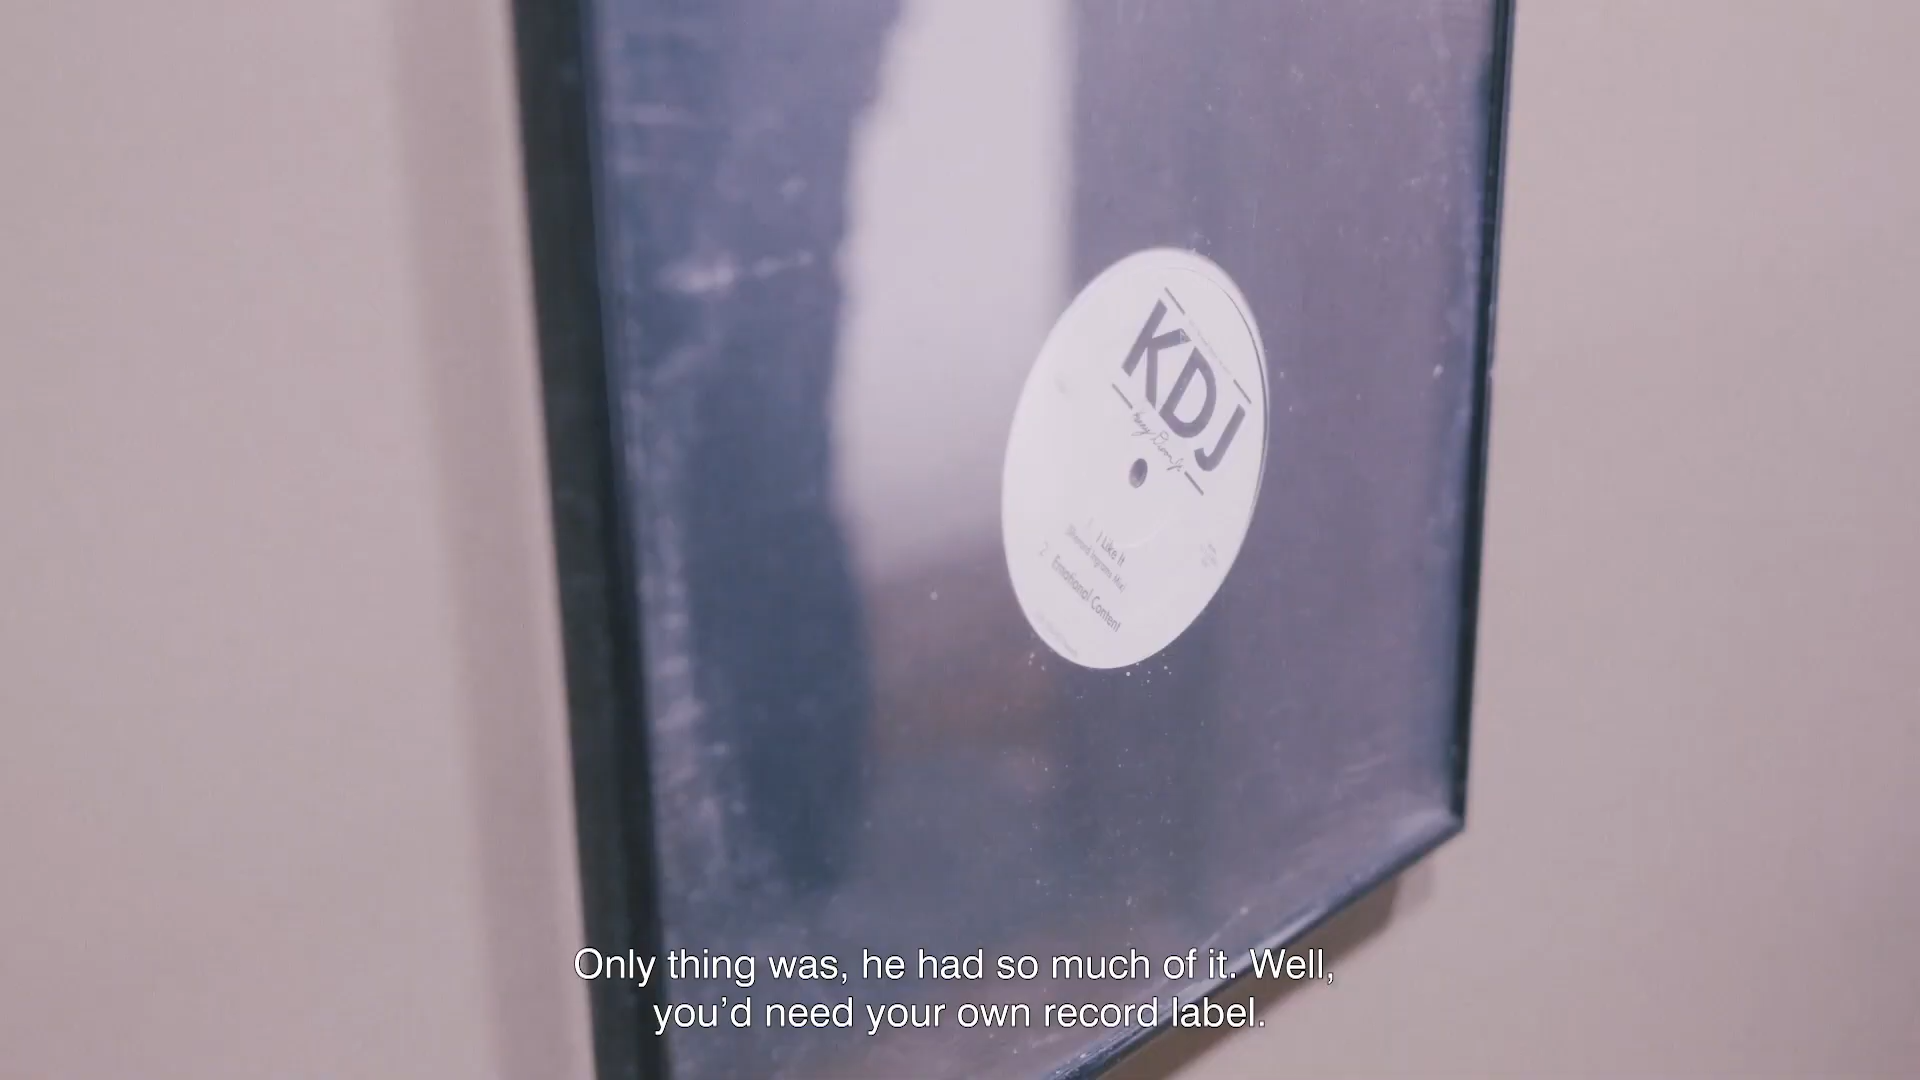 KDJ
1. I Like It
2. Emotional Content
Only thing was, he had so much of it. Well,
you’d need your own record label.